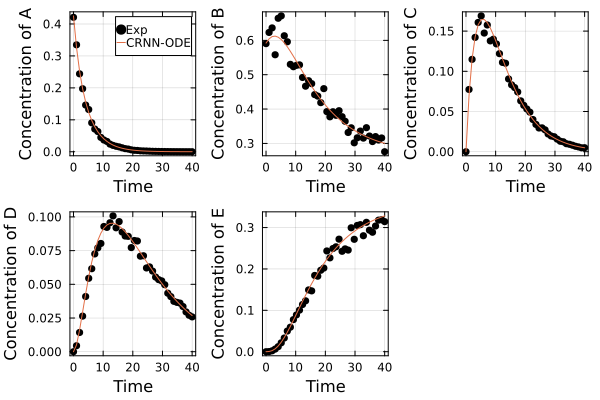 Concentration of A
0.4
0.3
0.2
0.1
0.0
0 10 20 30 40
Time
Exp
CRNN-ODE
Concentration of B
0.6
0.5
0.4
0.3
0 10 20 30 40
Time
Concentration of C
0.15
0.10
0.05
0.00
0 10 20 30 40
Time
Concentration of D
0.100
0.075
0.050
0.025
0.000
0 10 20 30 40
Time
Concentration of E
0.3
0.2
0.1
0.0
0 10 20 30 40
Time